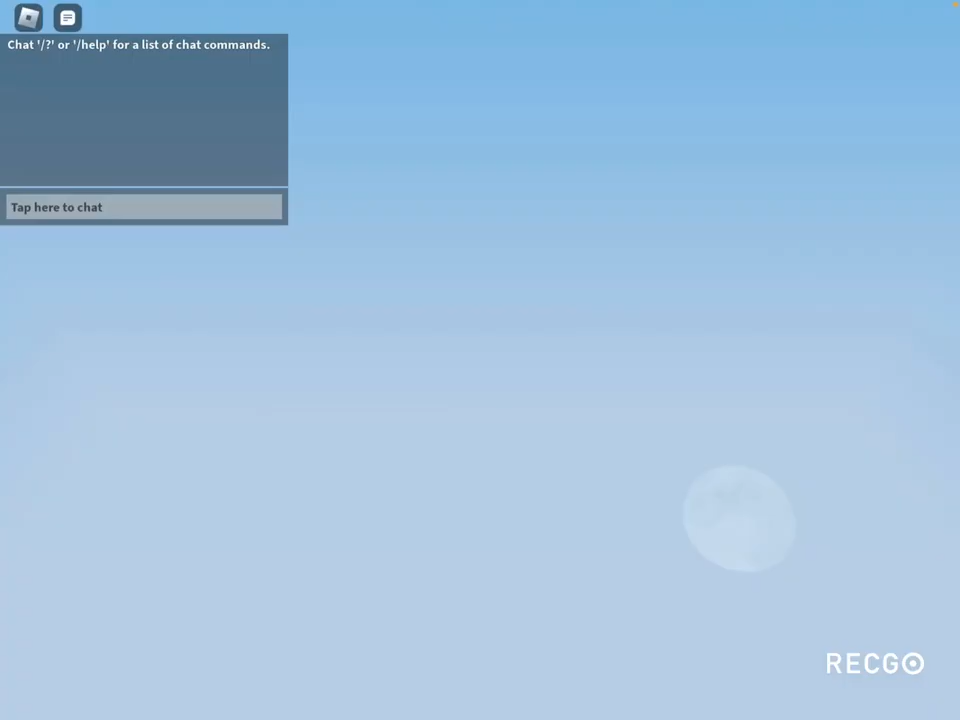 Chat '/?' or '/help' for a list of chat commands.
Tap here to chat
RECGO